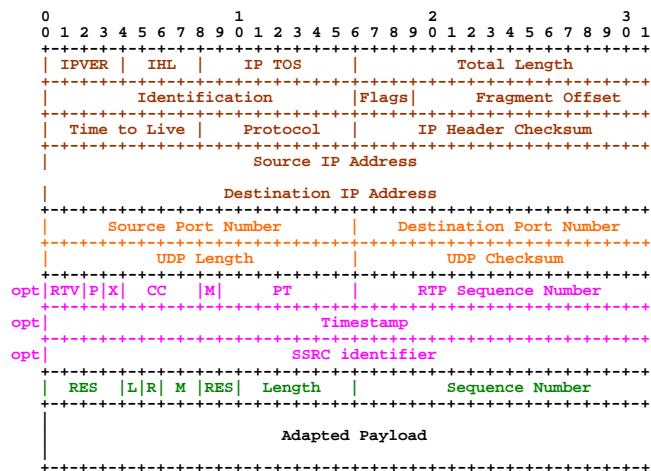 0                   1                   2                   3
0 1 2 3 4 5 6 7 8 9 0 1 2 3 4 5 6 7 8 9 0 1 2 3 4 5 6 7 8 9 0 1
+-+-+-+-+-+-+-+-+-+-+-+-+-+-+-+-+-+-+-+-+-+-+-+-+-+-+-+-+-+-+-+
| IPVER |  IHL  |    IP TOS     |          Total Length
+-+-+-+-+-+-+-+-+-+-+-+-+-+-+-+-+-+-+-+-+-+-+-+-+-+-+-+-+-+-+-+
|         Identification        |Flags|      Fragment Offset
+-+-+-+-+-+-+-+-+-+-+-+-+-+-+-+-+-+-+-+-+-+-+-+-+-+-+-+-+-+-+-+
|  Time to Live |    Protocol   |      IP Header Checksum
+-+-+-+-+-+-+-+-+-+-+-+-+-+-+-+-+-+-+-+-+-+-+-+-+-+-+-+-+-+-+-+
|                     Source IP Address
|                  Destination IP Address
+-+-+-+-+-+-+-+-+-+-+-+-+-+-+-+-+-+-+-+-+-+-+-+-+-+-+-+-+-+-+-+
|      Source Port Number       |    Destination Port Number
+-+-+-+-+-+-+-+-+-+-+-+-+-+-+-+-+-+-+-+-+-+-+-+-+-+-+-+-+-+-+-+
|           UDP Length          |         UDP Checksum
+-+-+-+-+-+-+-+-+-+-+-+-+-+-+-+-+-+-+-+-+-+-+-+-+-+-+-+-+-+-+-+
opt|RTV|P|X|  CC   |M|     PT      |      RTP Sequence Number
+-+-+-+-+-+-+-+-+-+-+-+-+-+-+-+-+-+-+-+-+-+-+-+-+-+-+-+-+-+-+-+
opt|                            Timestamp
+-+-+-+-+-+-+-+-+-+-+-+-+-+-+-+-+-+-+-+-+-+-+-+-+-+-+-+-+-+-+-+
opt|                         SSRC identifier
+-+-+-+-+-+-+-+-+-+-+-+-+-+-+-+-+-+-+-+-+-+-+-+-+-+-+-+-+-+-+-+
|  RES  |L|R| M |RES|  Length   |        Sequence Number
+-+-+-+-+-+-+-+-+-+-+-+-+-+-+-+-+-+-+-+-+-+-+-+-+-+-+-+-+-+-+-+
|                        Adapted Payload
+-+-+-+-+-+-+-+-+-+-+-+-+-+-+-+-+-+-+-+-+-+-+-+-+-+-+-+-+-+-+-+